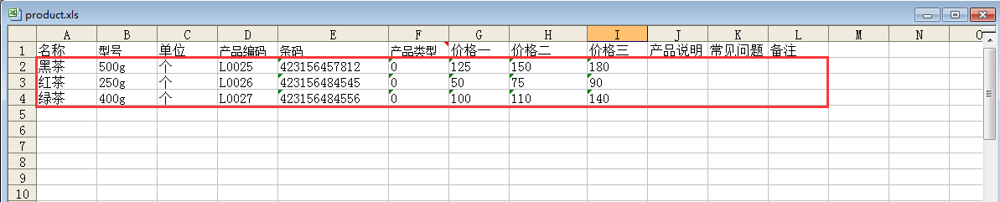 product.xls
A B C D E F G H I J K L M N O
1 名称 型号 单位 产品编码 条码 产品类型 价格一 价格二 价格三 产品说明 常见问题 备注
2 黑茶 500g 个 L0025 423156457812 0 125 150 180
3 红茶 250g 个 L0026 423156484545 0 50 75 90
4 绿茶 400g 个 L0027 423156484556 0 100 110 140
5
6
7
8
9
10